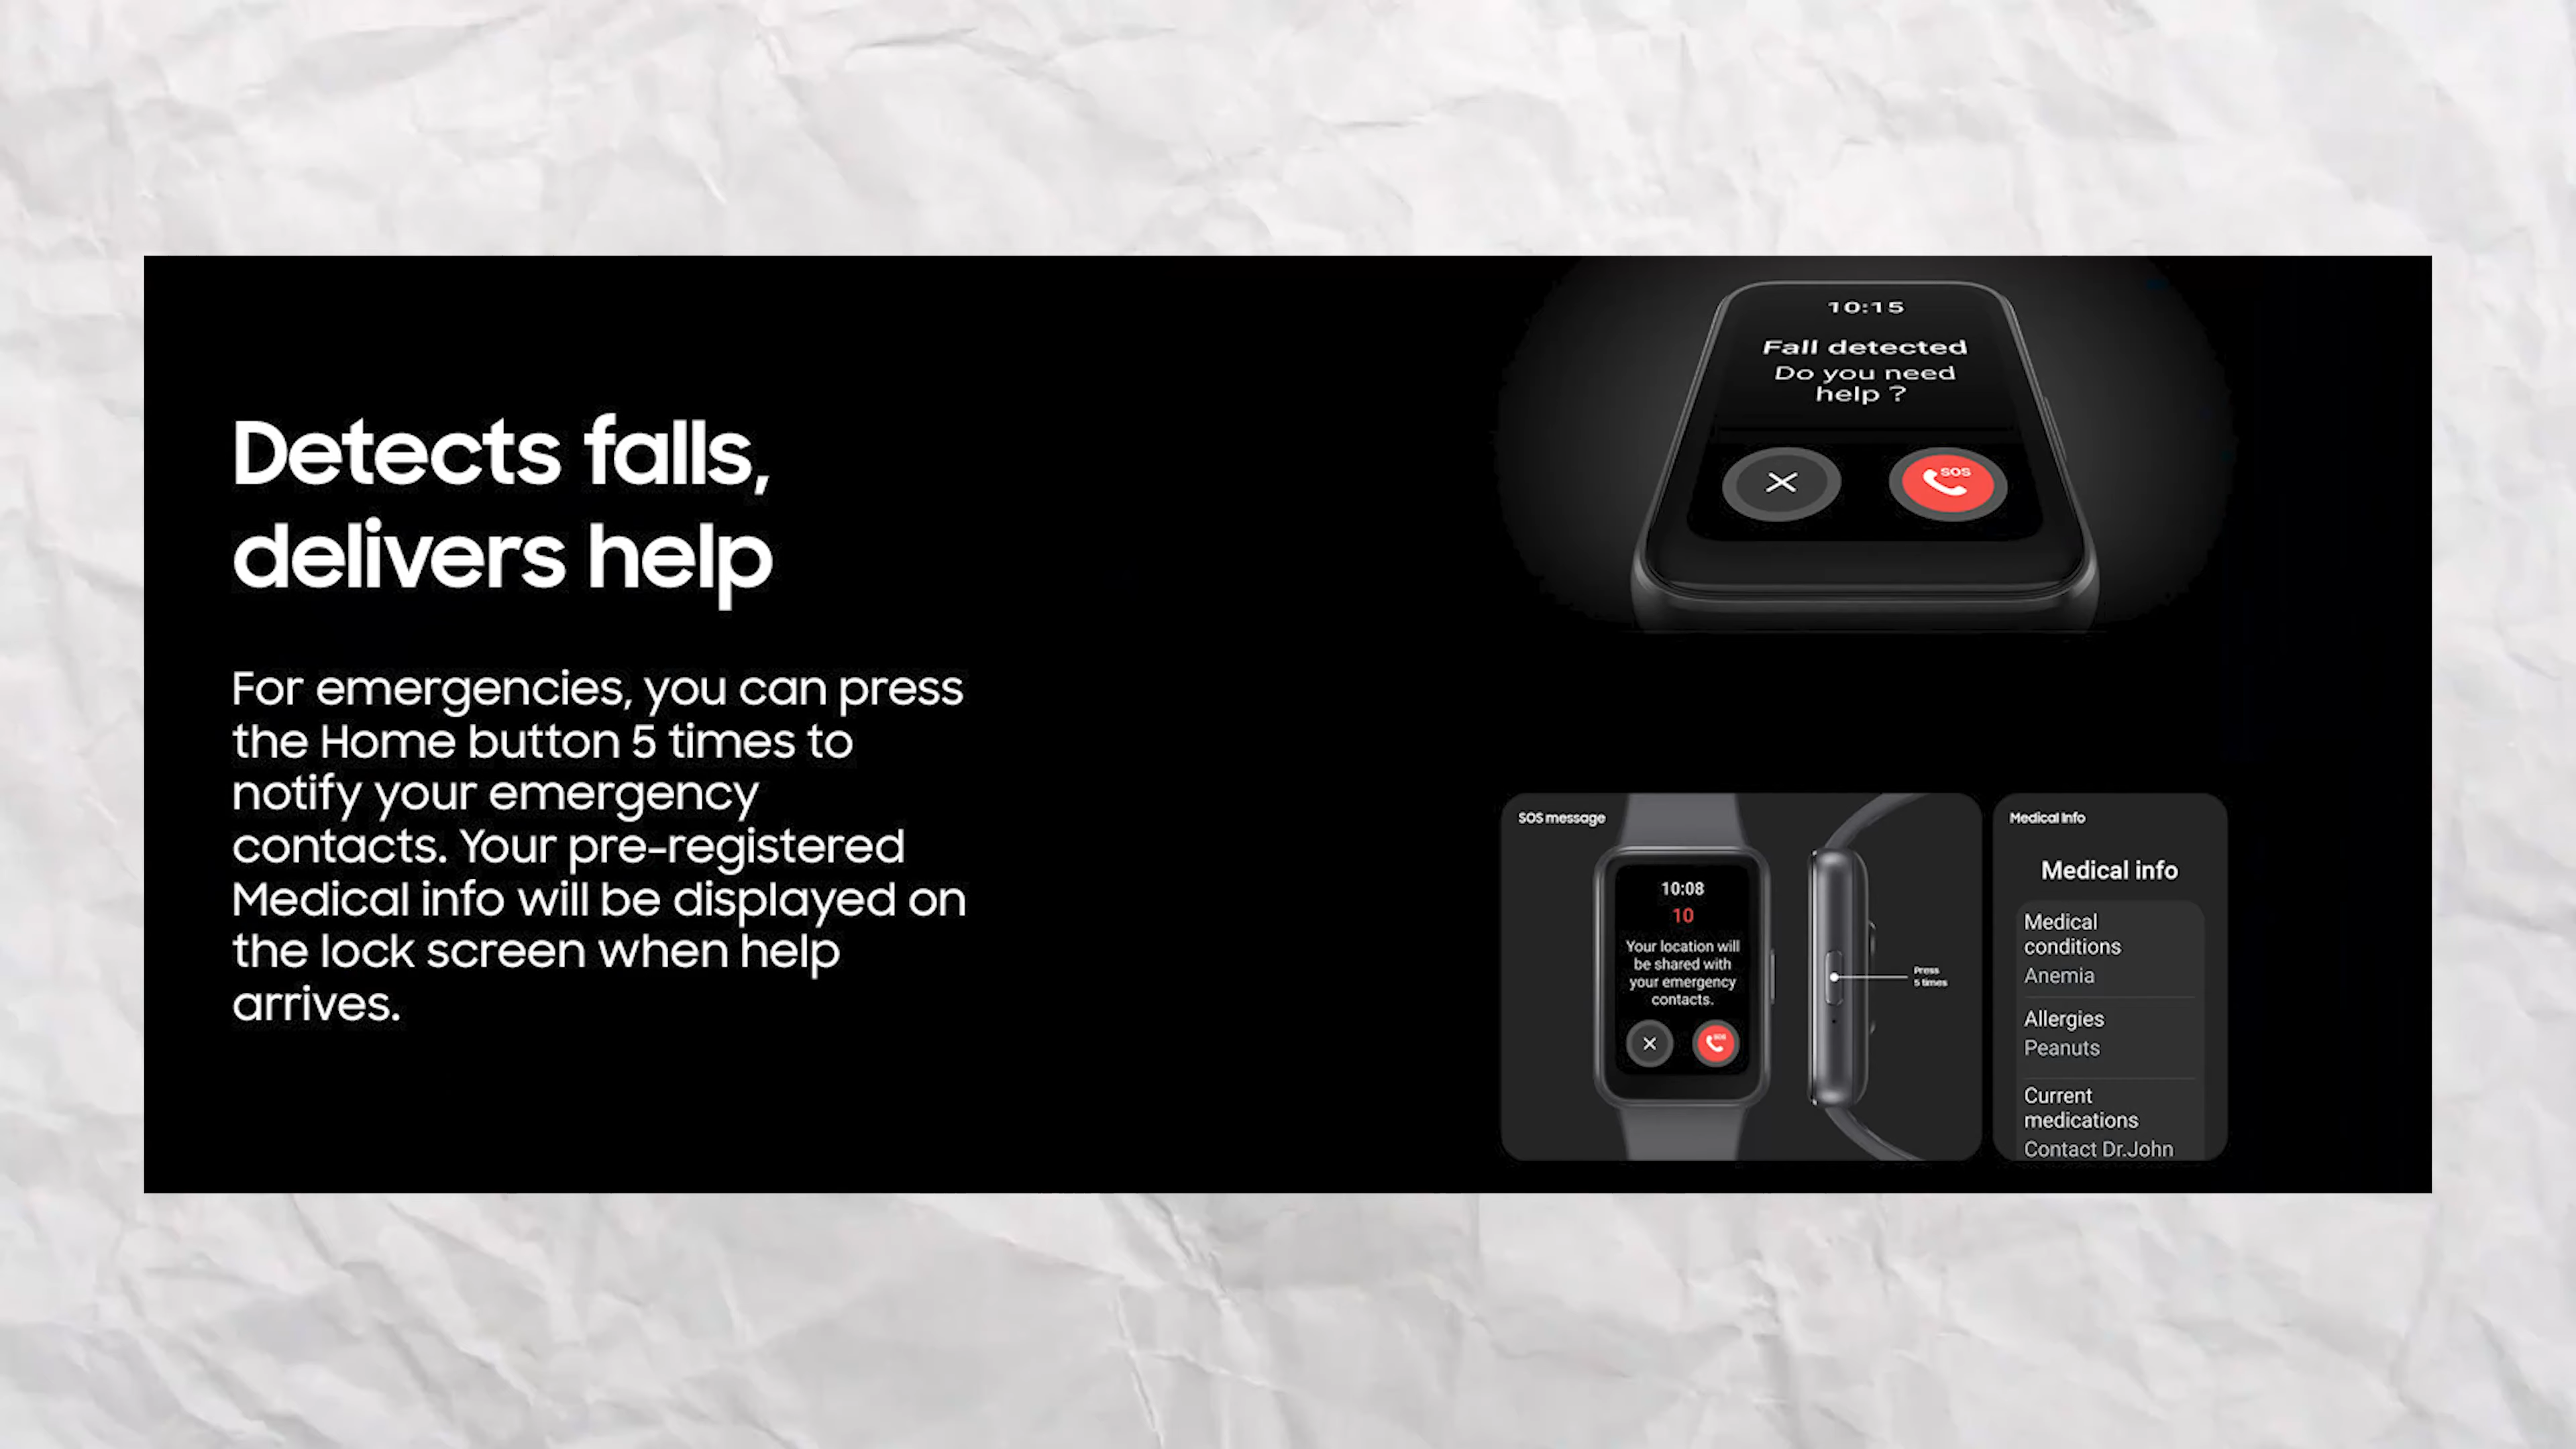 Detects falls,
delivers help
For emergencies, you can press
the Home button 5 times to
notify your emergency
contacts. Your pre-registered
Medical info will be displayed on
the lock screen when help
arrives.
10:15
Fall detected
Do you need
help ?
SOS
SOS message
10:08
10
Your location will
be shared with
your emergency
contacts.
SOS
Press
5 times
Medical Info
Medical info
Medical
conditions
Anemia
Allergies
Peanuts
Current
medications
Contact Dr.John